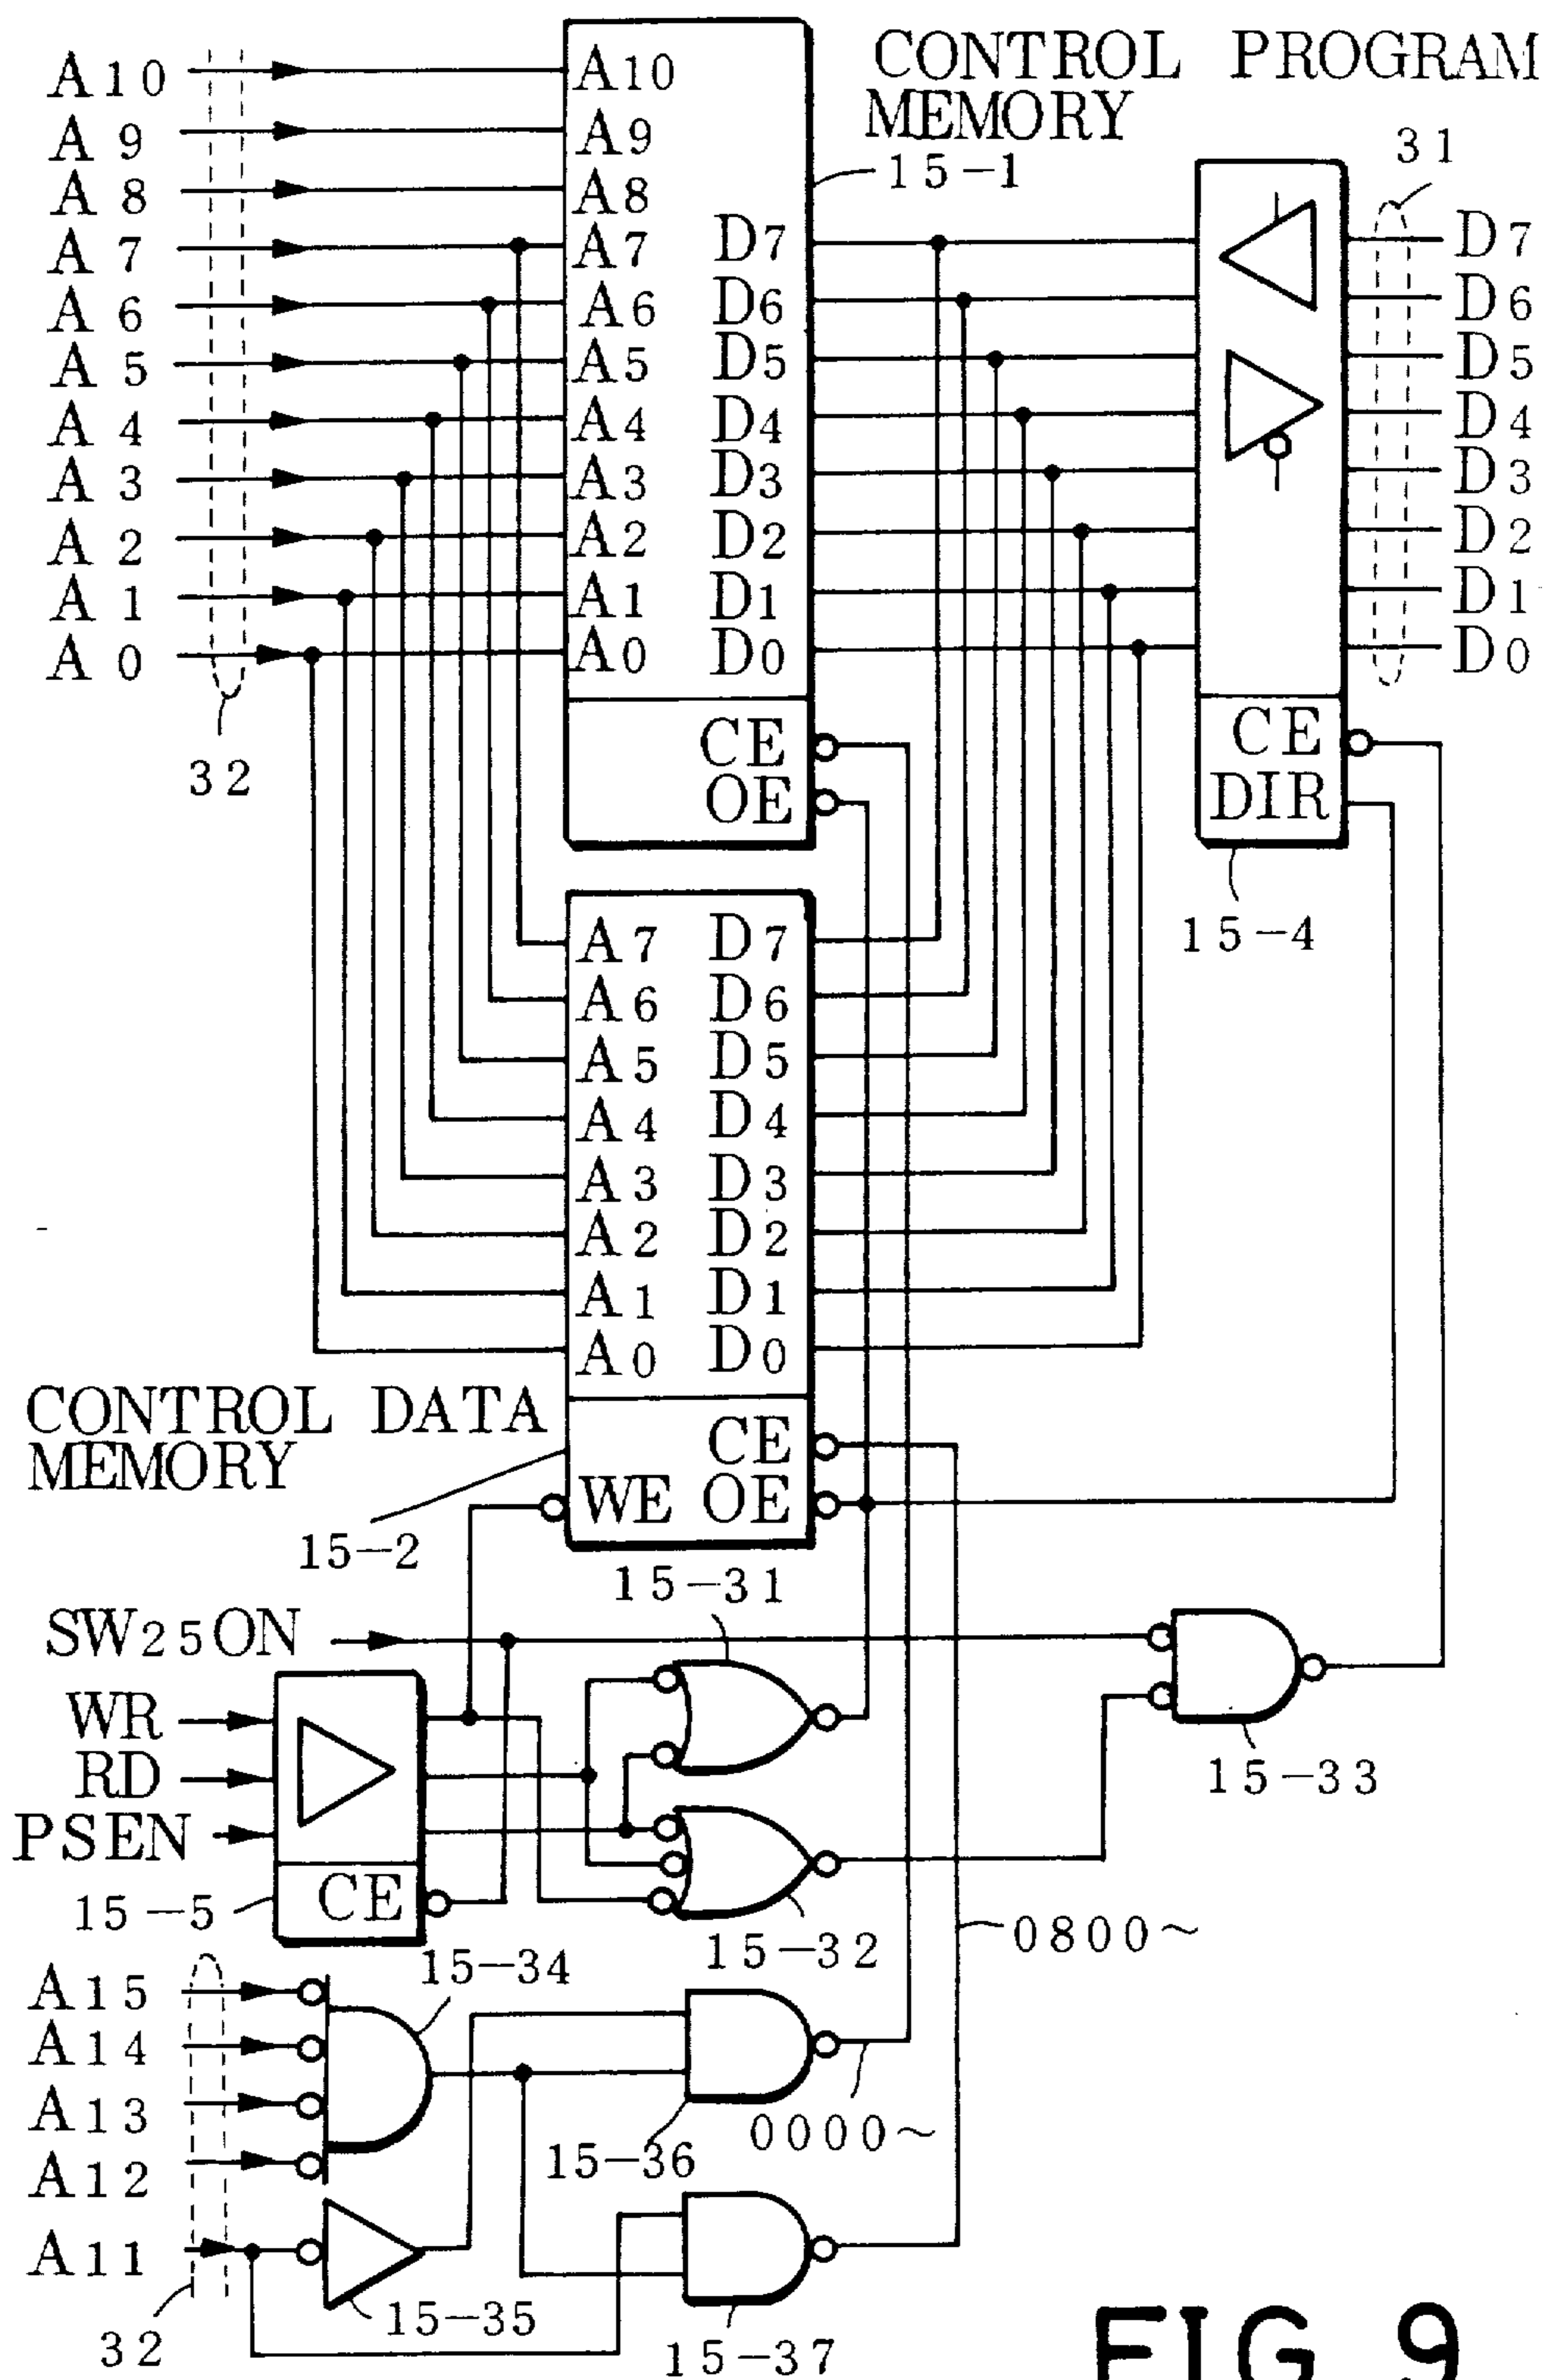 CONTROL PROGRAM
MEMORY
15-1
31
A10
A9
A8
A7
A6
A5
A4
A3
A2
A1
A0
32
A10
A9
A8
A7
A6
A5
A4
A3
A2
A1
A0
D7
D6
D5
D4
D3
D2
D1
D0
CE
OE
D7
D6
D5
D4
D3
D2
D1
D0
CE
DIR
15-4
A7
A6
A5
A4
A3
A2
A1
A0
D7
D6
D5
D4
D3
D2
D1
D0
CE
WE OE
CONTROL DATA
MEMORY
15-2
15-31
SW25ON
WR
RD
PSEN
CE
15-5
15-32
15-33
0800~
A15
A14
A13
A12
A11
32
15-34
15-35
15-36
0000~
15-37
FIG. 9